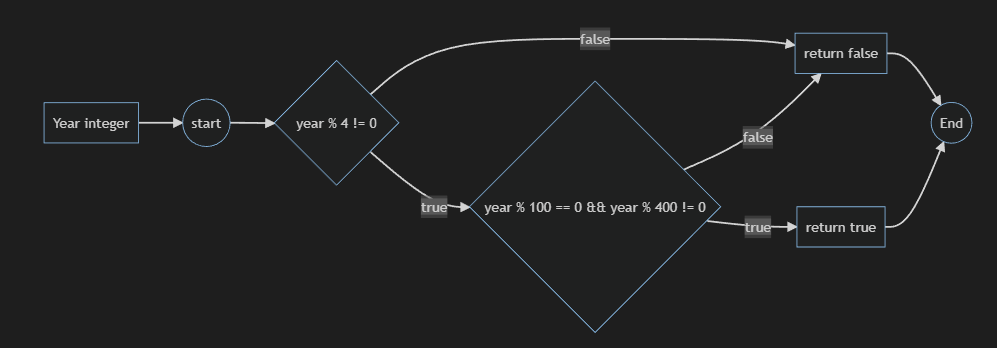 false
return false
Year integer
start
year % 4 != 0
false
End
true
year % 100 == 0 && year % 400 != 0
true
return true